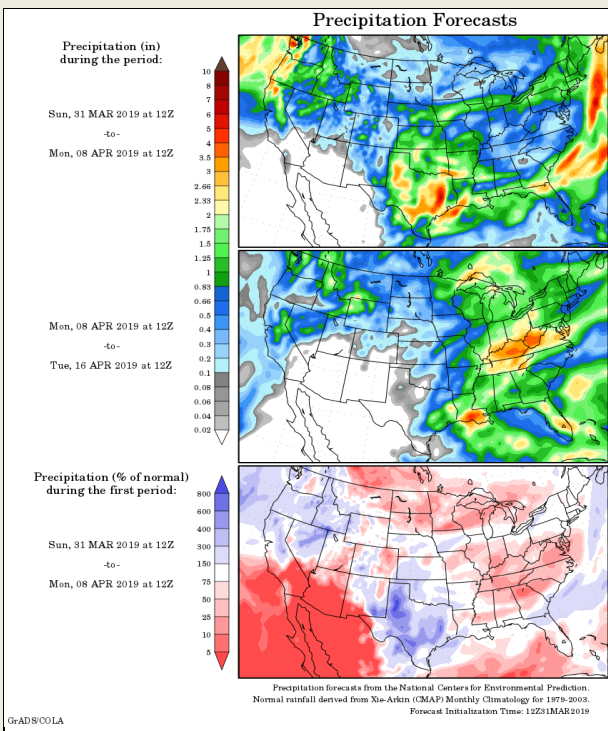 Precipitation Forecasts
Precipitation (in)
during the period:
Sun, 31 MAR 2019 at 12Z
-to-
Mon, 08 APR 2019 at 12Z
10
8
7
6
5
4
3.5
3
2.66
2.33
2
1.75
1.5
1.25
1
0.83
0.66
0.5
0.4
0.3
0.2
0.1
0.08
0.06
0.04
0.02
Mon, 08 APR 2019 at 12Z
-to-
Tue, 16 APR 2019 at 12Z
Precipitation (% of normal)
during the first period:
Sun, 31 MAR 2019 at 12Z
-to-
Mon, 08 APR 2019 at 12Z
800
600
400
300
150
75
50
25
10
5
Precipitation forecasts from the National Centers for Environmental Prediction.
Normal rainfall derived from Xie-Arkin (CMAP) Monthly Climatology for 1979-2003.
Forecast Initialization Time: 12Z31MAR2019
GrADS/COLA